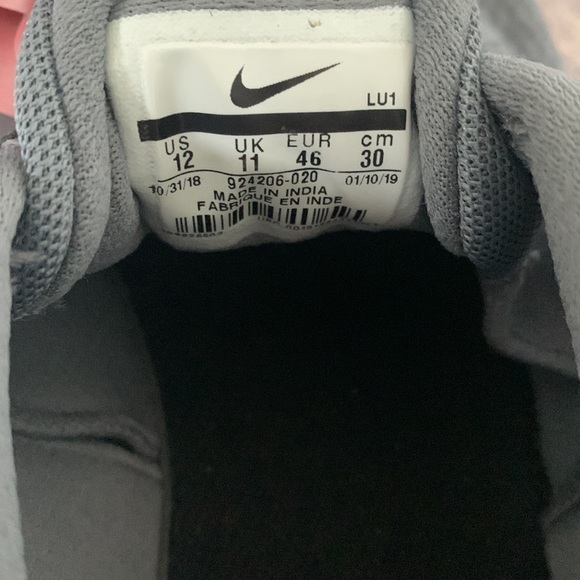 LU1
US UK EUR cm
12 11 46 30
10/31/18 924206-020 01/10/19
MADE IN INDIA
FABRIQUE EN INDE